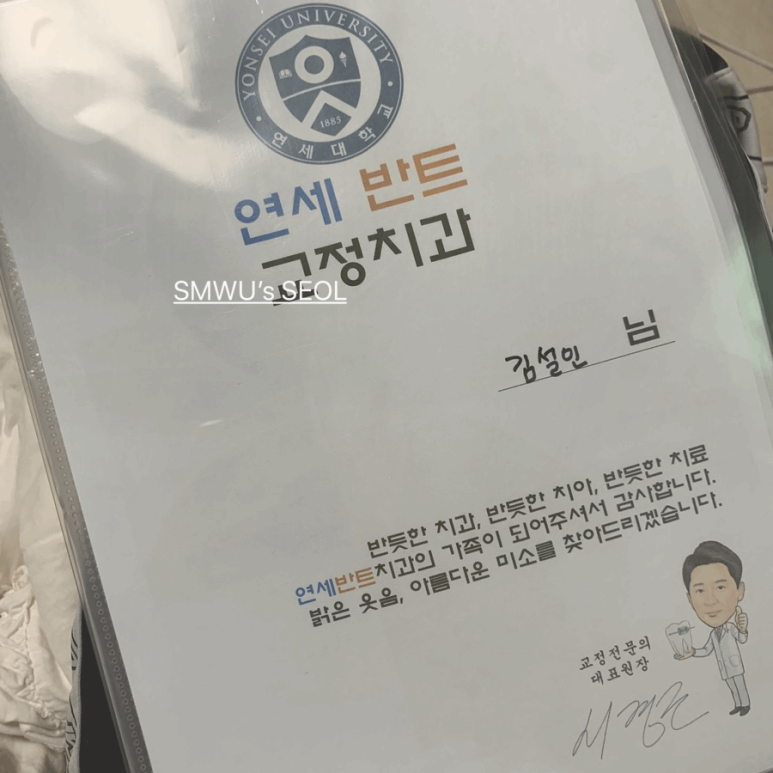 YONSEI UNIVERSITY
1885
연세대학교
연세 반트
교정치과
SMWU's SEOL
김설인 님
반듯한 치과, 반듯한 치아, 반듯한 치료
연세반트치과의 가족이 되어주셔서 감사합니다.
밝은 웃음, 아름다운 미소를 찾아드리겠습니다.
교정전문의
대표원장